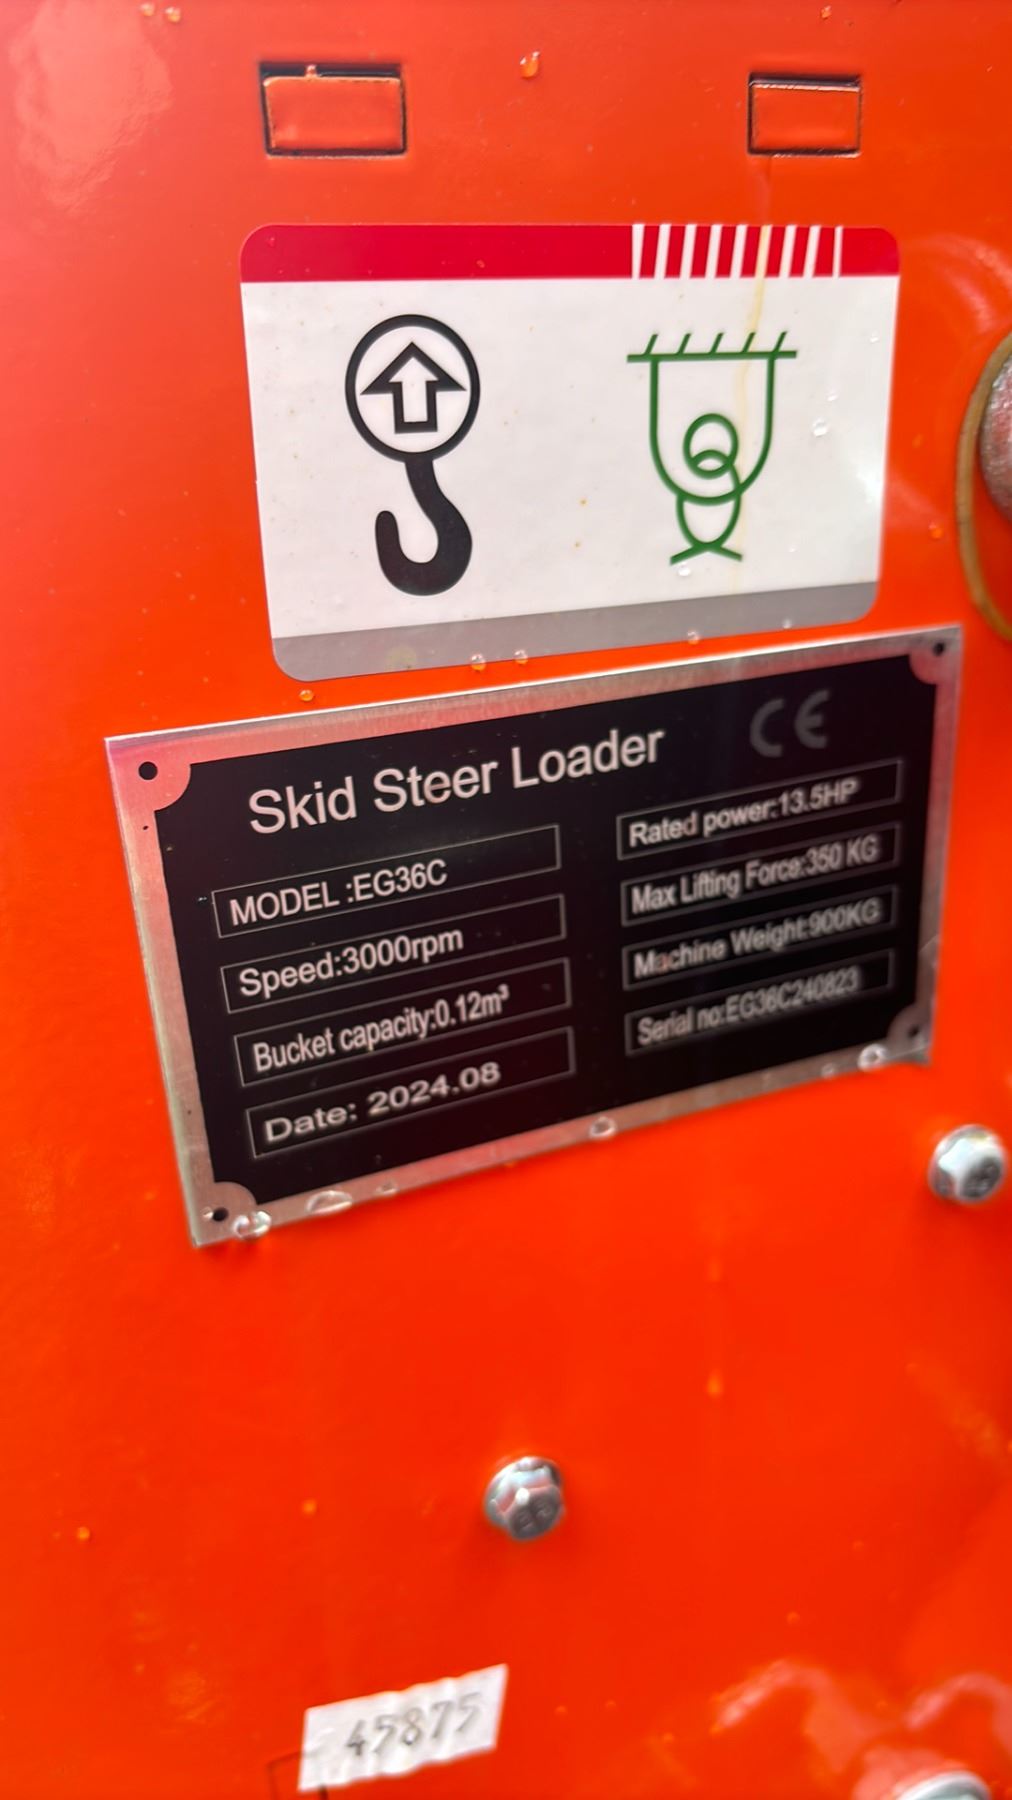 Skid Steer Loader
CE
MODEL :EG36C
Speed:3000rpm
Bucket capacity:0.12m³
Date: 2024.08
Rated power:13.5HP
Max Lifting Force:350 KG
Machine Weight:900KG
Serial no:EG36C240823
45875